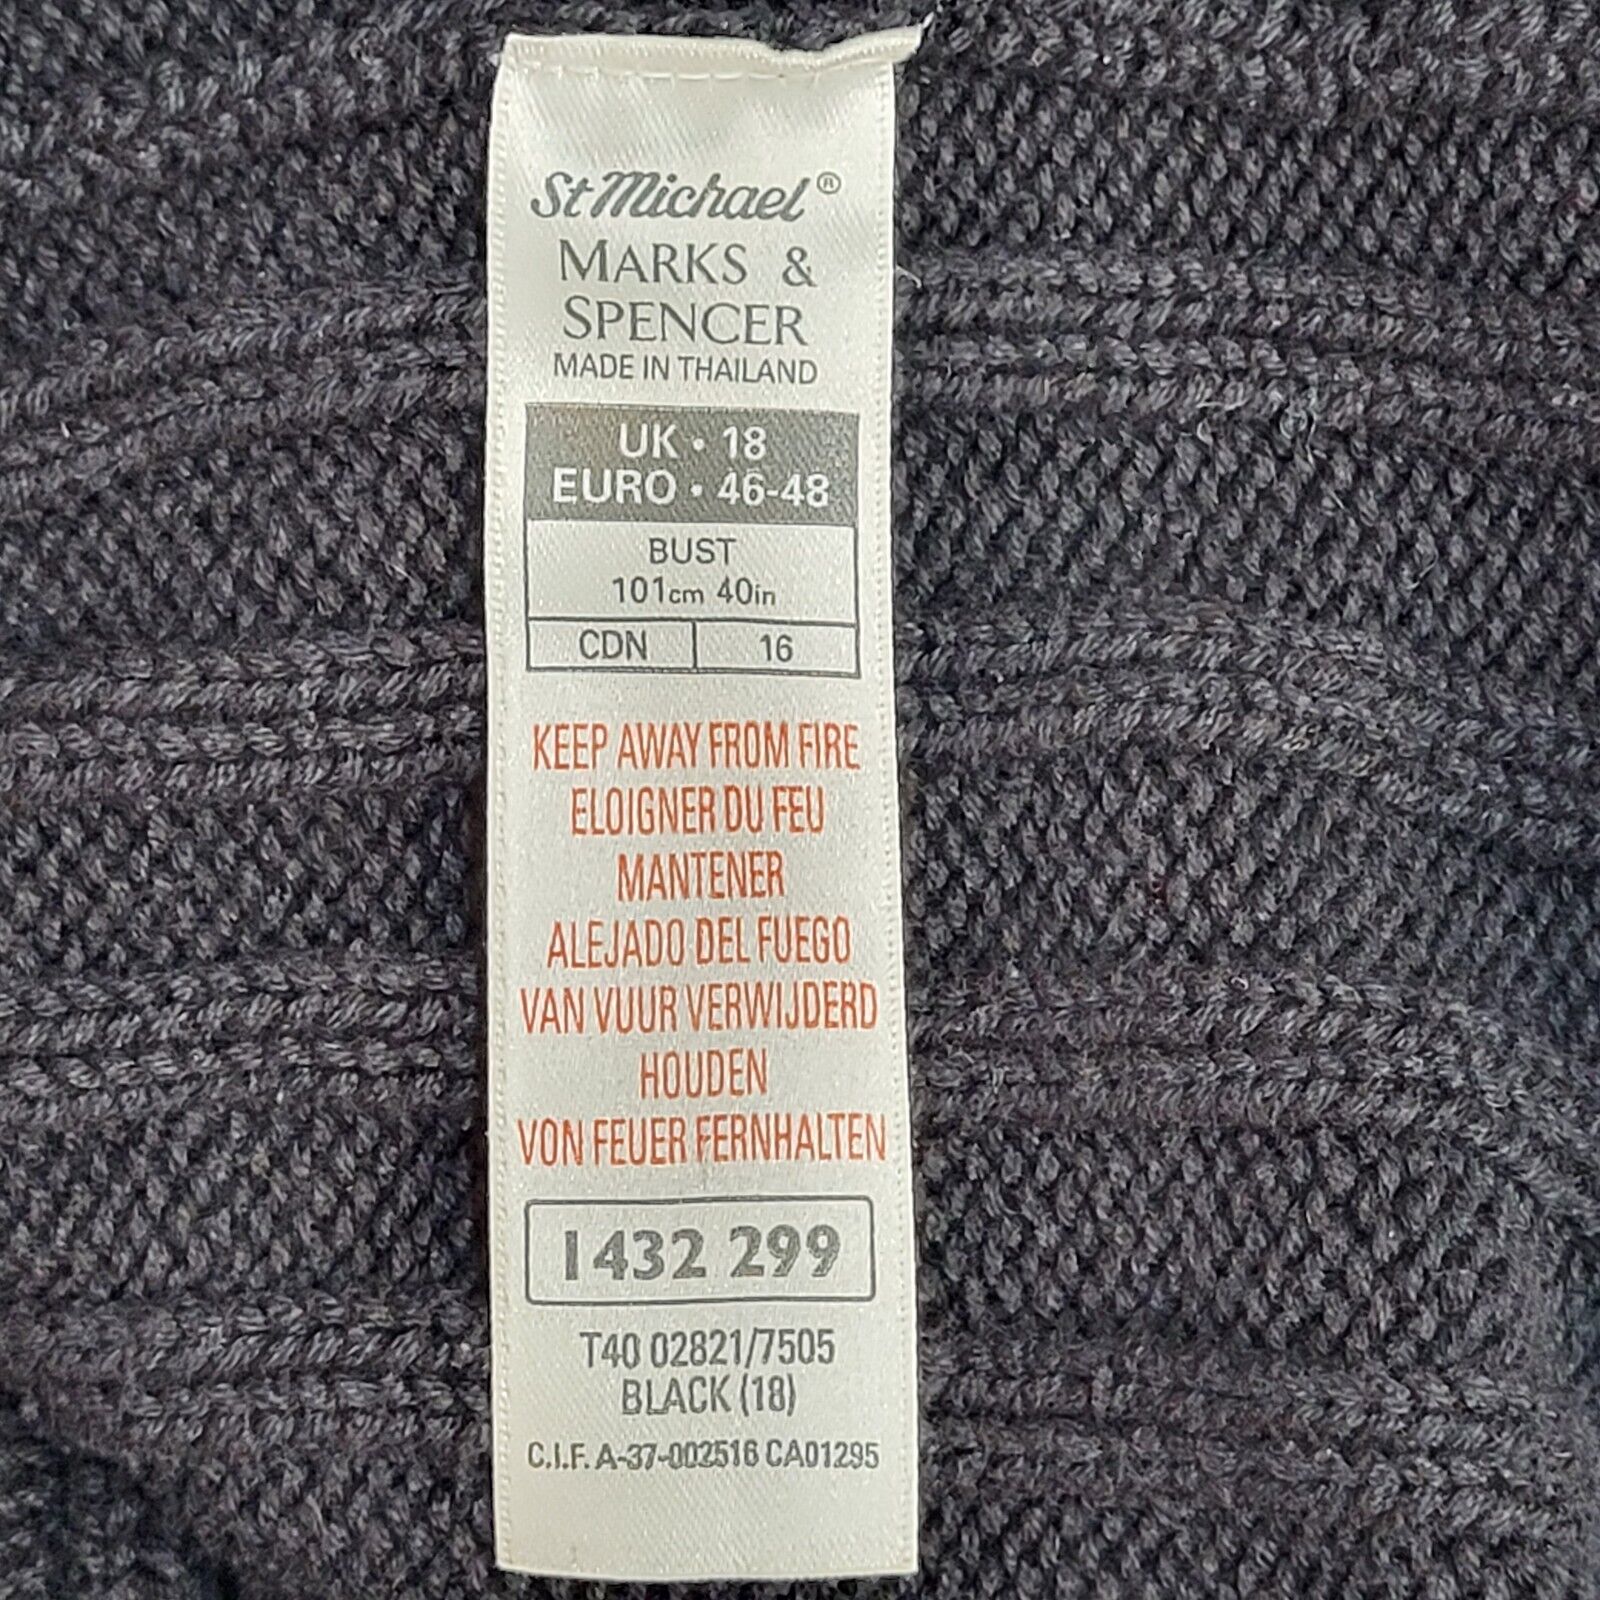 St Michael®
MARKS &
SPENCER
MADE IN THAILAND
UK • 18
EURO • 46-48
BUST
101cm 40in
CDN 16
KEEP AWAY FROM FIRE
ELOIGNER DU FEU
MANTENER
ALEJADO DEL FUEGO
VAN VUUR VERWIJDERD
HOUDEN
VON FEUER FERNHALTEN
1432 299
T40 02821/7505
BLACK (18)
C.I.F. A-37-002516 CA01295